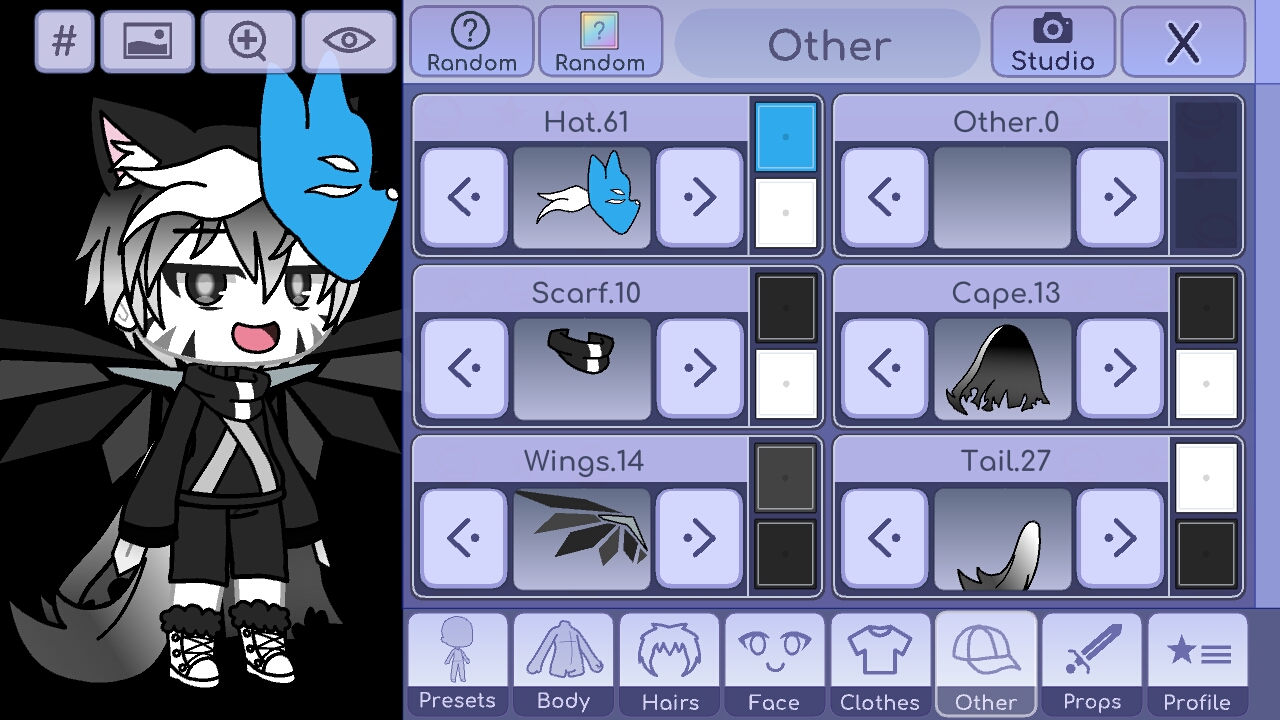 #
? Random
? Random
Other
Studio
X
Hat.61
Other.0
Scarf.10
Cape.13
Wings.14
Tail.27
Presets
Body
Hairs
Face
Clothes
Other
Props
Profile